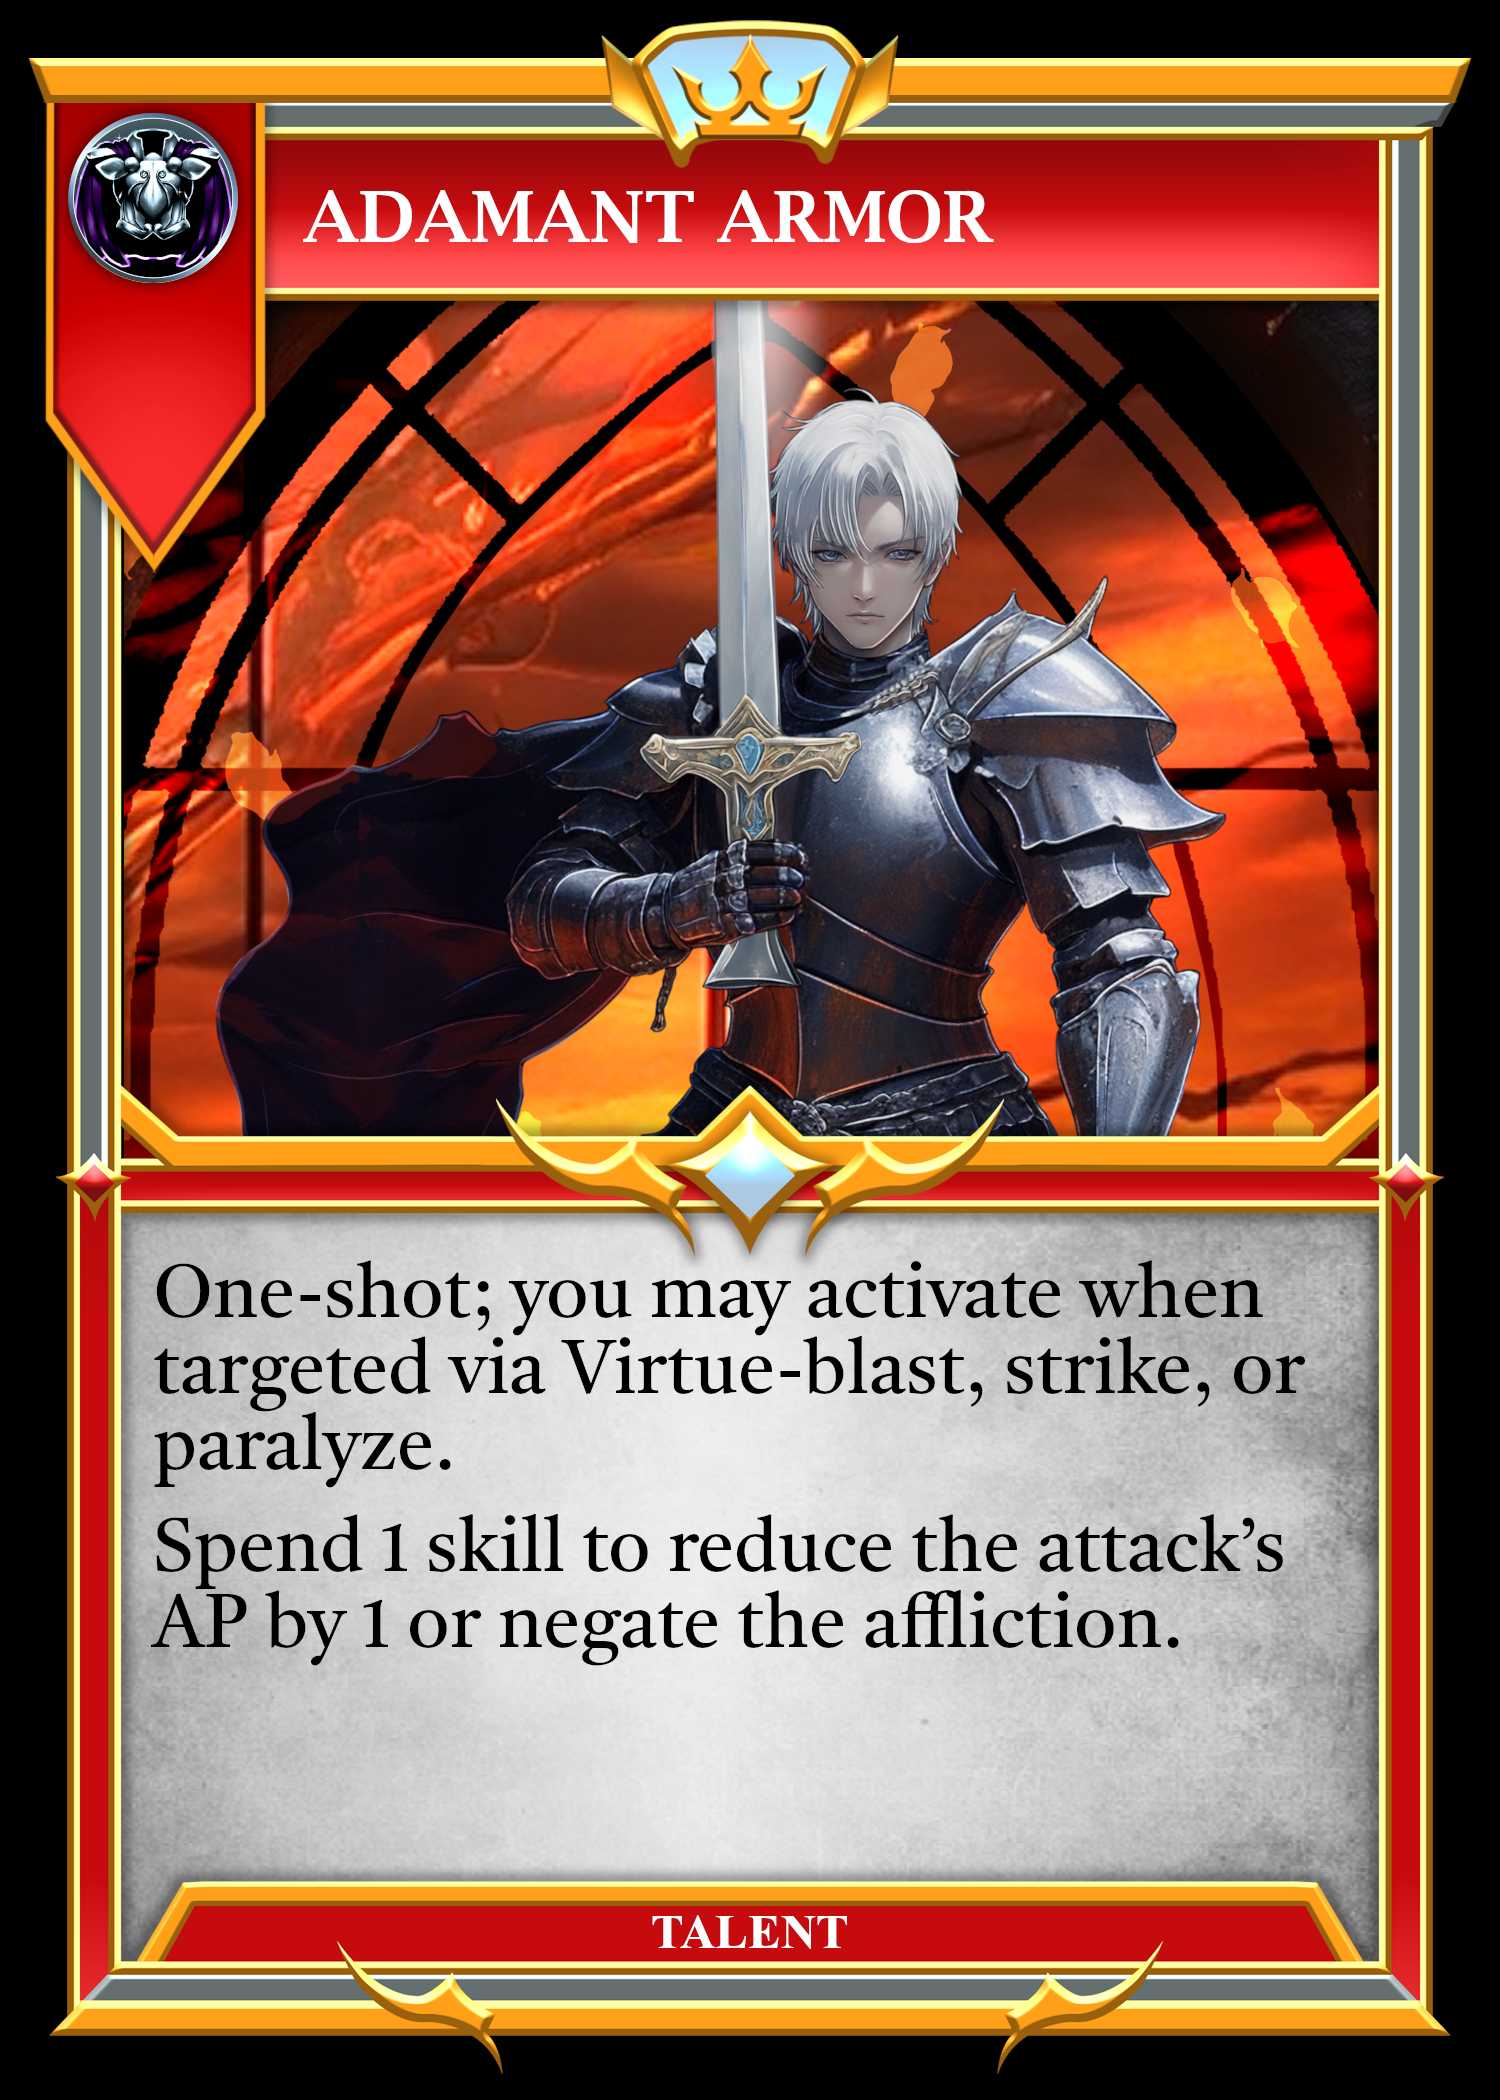 ADAMANT ARMOR
One-shot; you may activate when
targeted via Virtue-blast, strike, or
paralyze.
Spend 1 skill to reduce the attack’s
AP by 1 or negate the affliction.
TALENT